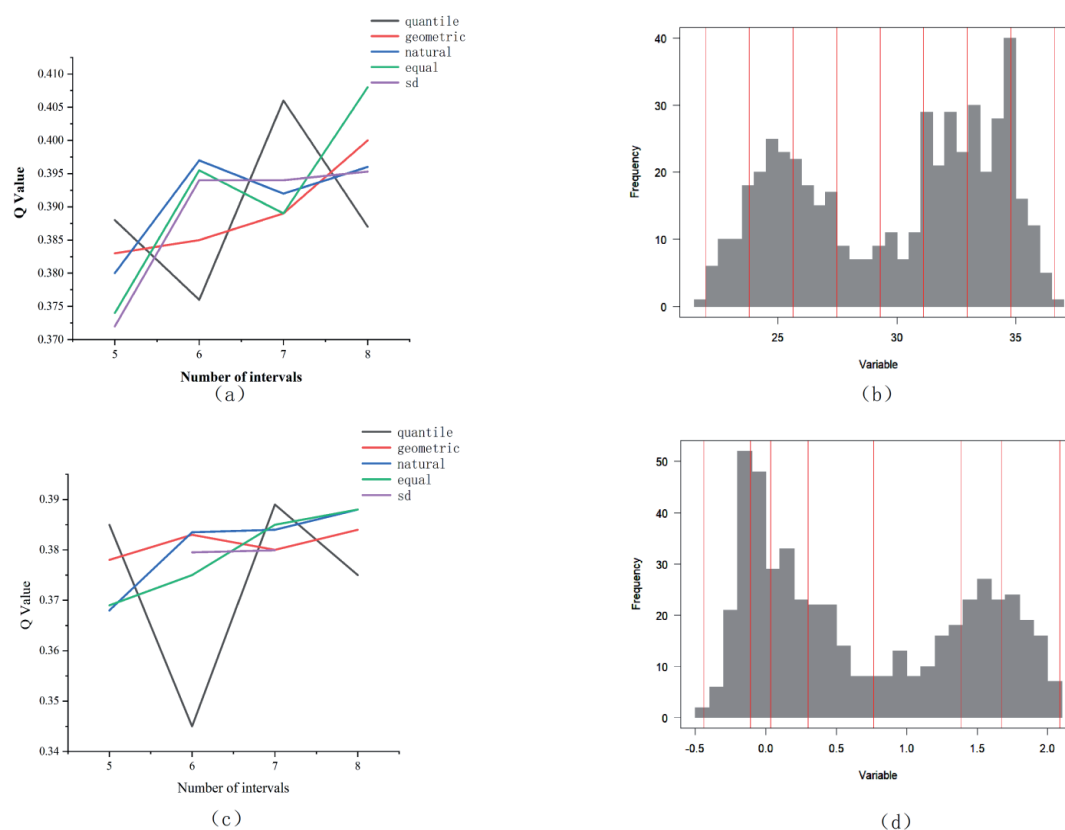 quantile
geometric
natural
equal
sd
0.410
0.405
0.400
0.395
0.390
0.385
0.380
0.375
0.370
Q Value
5 6 7 8
Number of intervals
(a)
40
30
20
10
0
Frequency
25 30 35
Variable
(b)
quantile
geometric
natural
equal
sd
0.39
0.38
0.37
0.36
0.35
0.34
Q Value
5 6 7 8
Number of intervals
(c)
50
40
30
20
10
0
Frequency
-0.5 0.0 0.5 1.0 1.5 2.0
Variable
(d)